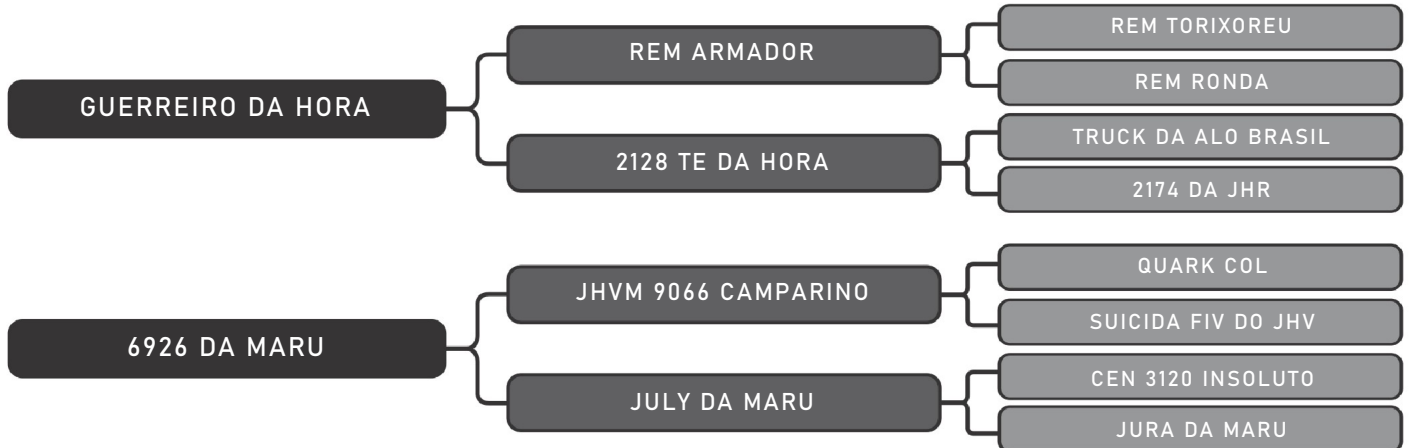 GUERREIRO DA HORA
REM ARMADOR
REM TORIXOREU
REM RONDA
2128 TE DA HORA
TRUCK DA ALO BRASIL
2174 DA JHR
6926 DA MARU
JHVM 9066 CAMPARINO
QUARK COL
SUICIDA FIV DO JHV
JULY DA MARU
CEN 3120 INSOLUTO
JURA DA MARU